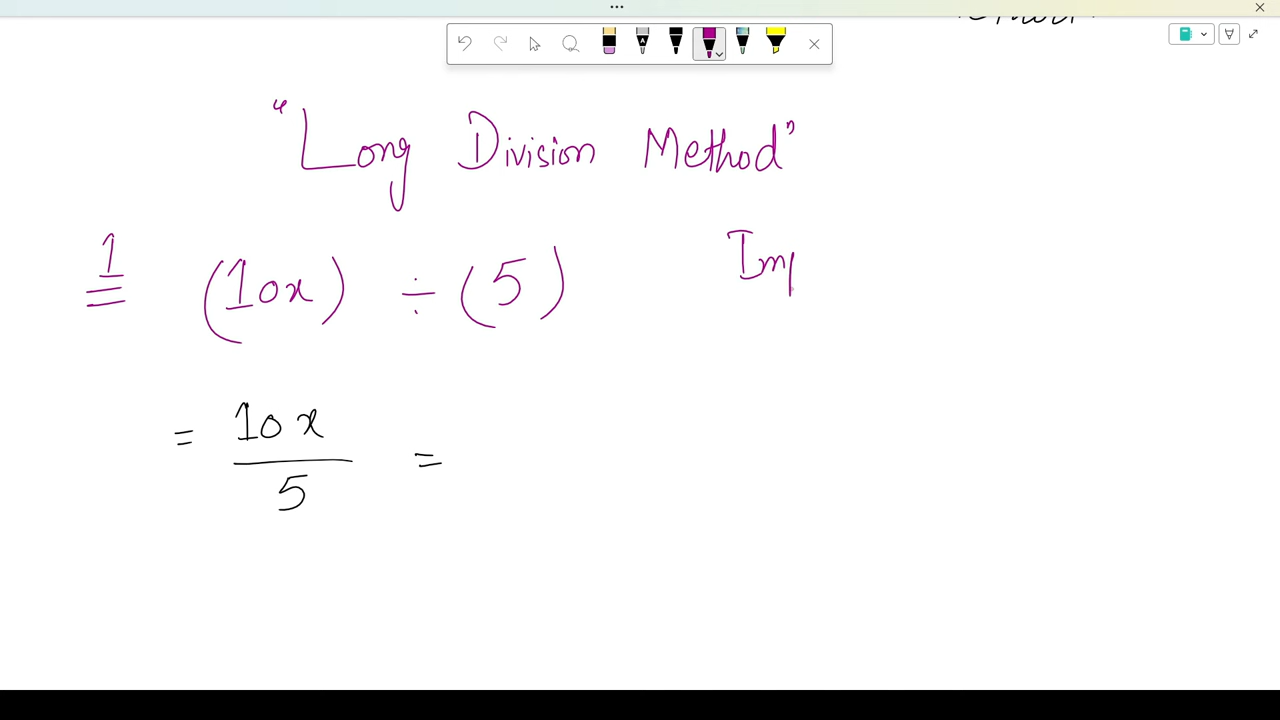 "Long Division Method"
1 (10x) ÷ (5) Imp
= 10x / 5 =